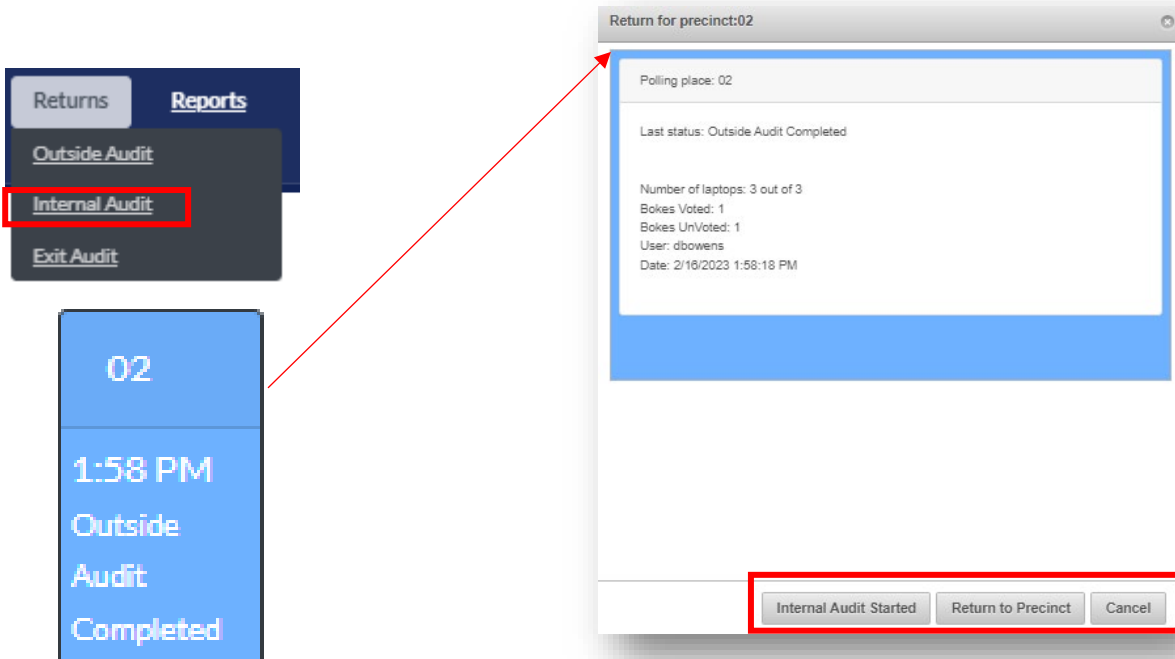 Returns Reports
Outside Audit
Internal Audit
Exit Audit
02
1:58 PM
Outside
Audit
Completed
Return for precinct:02
Polling place: 02
Last status: Outside Audit Completed
Number of laptops: 3 out of 3
Bokes Voted: 1
Bokes UnVoted: 1
User: dbowens
Date: 2/16/2023 1:58:18 PM
Internal Audit Started Return to Precinct Cancel